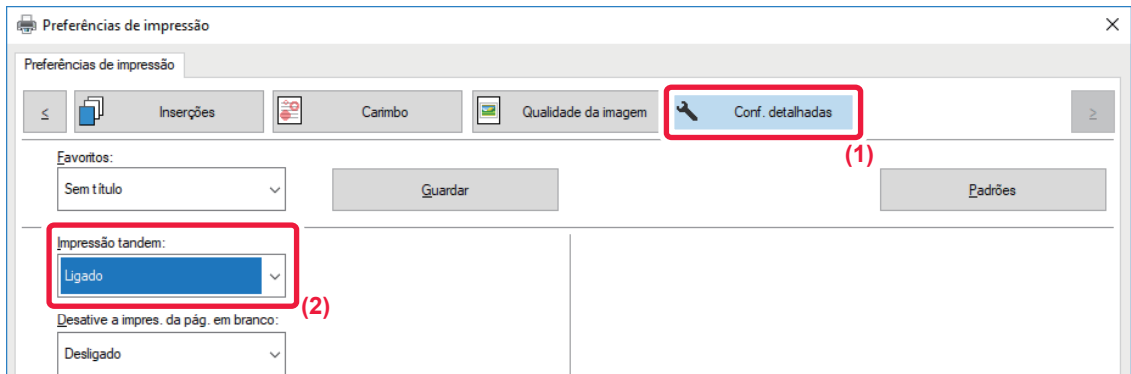 Preferências de impressão
Preferências de impressão
≤ Inserções Carimbo Qualidade da imagem Conf. detalhadas ≥
(1)
Favoritos:
Sem título Guardar Padrões
Impressão tandem:
Ligado
(2)
Desative a impres. da pág. em branco:
Desligado